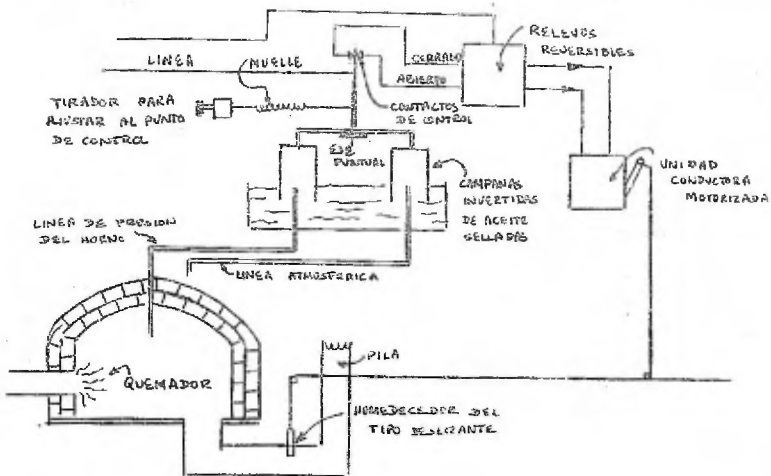 RELEVOS
REVERSIBLES
LINEA
MUELLE
CERRADO
ABIERTO
TIRADOR PARA
AJUSTAR AL PUNTO
DE CONTROL
CONTACTOS
DE CONTROL
EJE
PUNTUAL
UNIDAD
CONDUCTORA
MOTORIZADA
CAMPANAS
INVERTIDAS
DE ACEITE
SELLADAS
LINEA DE PRESION
DEL HORNO
LINEA ATMOSFERICA
PILA
QUEMADOR
HUMEDECEDOR DEL
TIPO DESLIZANTE